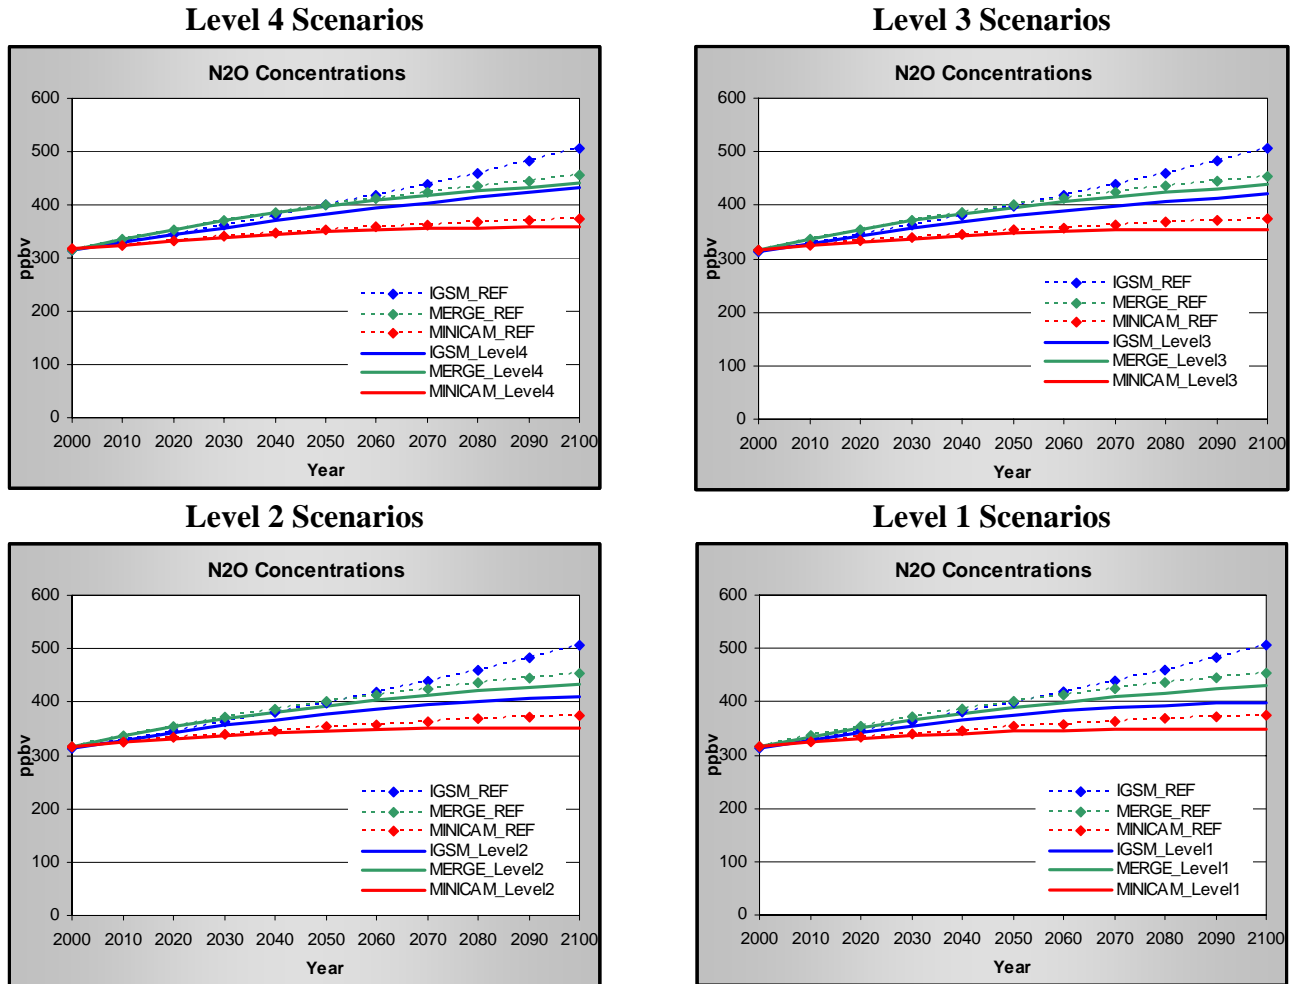 Level 4 Scenarios
N2O Concentrations
600
500
400
300
200
100
0
ppbv
IGSM_REF
MERGE_REF
MINICAM_REF
IGSM_Level4
MERGE_Level4
MINICAM_Level4
2000 2010 2020 2030 2040 2050 2060 2070 2080 2090 2100
Year
Level 3 Scenarios
N2O Concentrations
600
500
400
300
200
100
0
ppbv
IGSM_REF
MERGE_REF
MINICAM_REF
IGSM_Level3
MERGE_Level3
MINICAM_Level3
2000 2010 2020 2030 2040 2050 2060 2070 2080 2090 2100
Year
Level 2 Scenarios
N2O Concentrations
600
500
400
300
200
100
0
ppbv
IGSM_REF
MERGE_REF
MINICAM_REF
IGSM_Level2
MERGE_Level2
MINICAM_Level2
2000 2010 2020 2030 2040 2050 2060 2070 2080 2090 2100
Year
Level 1 Scenarios
N2O Concentrations
600
500
400
300
200
100
0
ppbv
IGSM_REF
MERGE_REF
MINICAM_REF
IGSM_Level1
MERGE_Level1
MINICAM_Level1
2000 2010 2020 2030 2040 2050 2060 2070 2080 2090 2100
Year